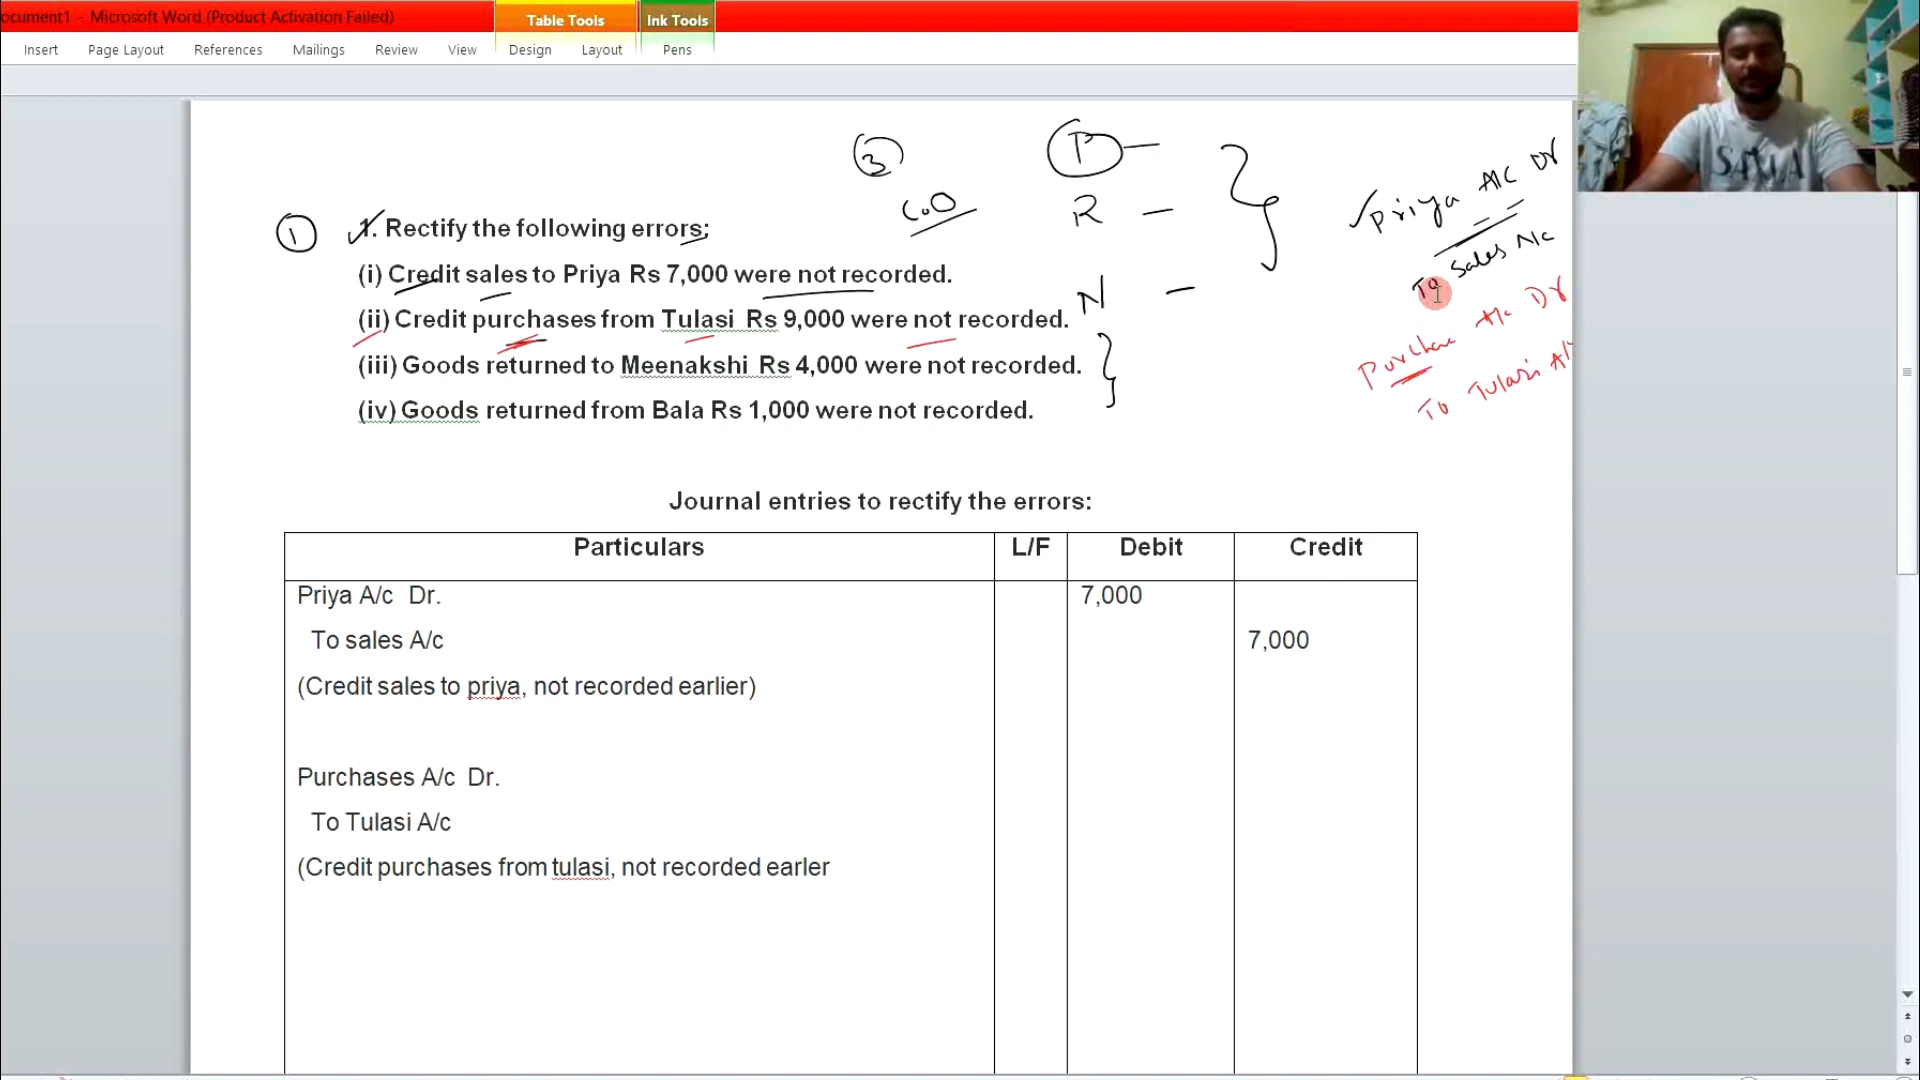 ocument1 - Microsoft Word (Product Activation Failed)
Table Tools
Ink Tools
Insert
Page Layout
References
Mailings
Review
View
Design
Layout
Pens
3
P -
R -
N -
Priya A/c Dr
To Sales A/c
Purchase A/c Dr
To Tulasi A/
1
1. Rectify the following errors;
(i) Credit sales to Priya Rs 7,000 were not recorded.
(ii) Credit purchases from Tulasi Rs 9,000 were not recorded.
(iii) Goods returned to Meenakshi Rs 4,000 were not recorded.
(iv) Goods returned from Bala Rs 1,000 were not recorded.
Journal entries to rectify the errors:
Particulars L/F Debit Credit
Priya A/c Dr. 7,000
To sales A/c 7,000
(Credit sales to priya, not recorded earlier)
Purchases A/c Dr.
To Tulasi A/c
(Credit purchases from tulasi, not recorded earler